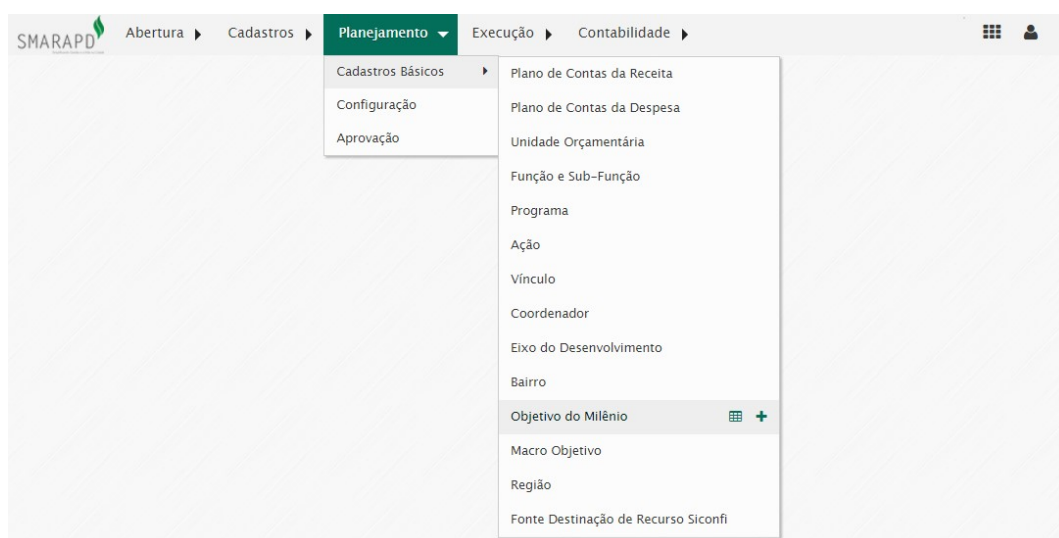 SMARAPD
Abertura
Cadastros
Planejamento
Execução
Contabilidade
Cadastros Básicos
Configuração
Aprovação
Plano de Contas da Receita
Plano de Contas da Despesa
Unidade Orçamentária
Função e Sub-Função
Programa
Ação
Vínculo
Coordenador
Eixo do Desenvolvimento
Bairro
Objetivo do Milênio
Macro Objetivo
Região
Fonte Destinação de Recurso Siconfi